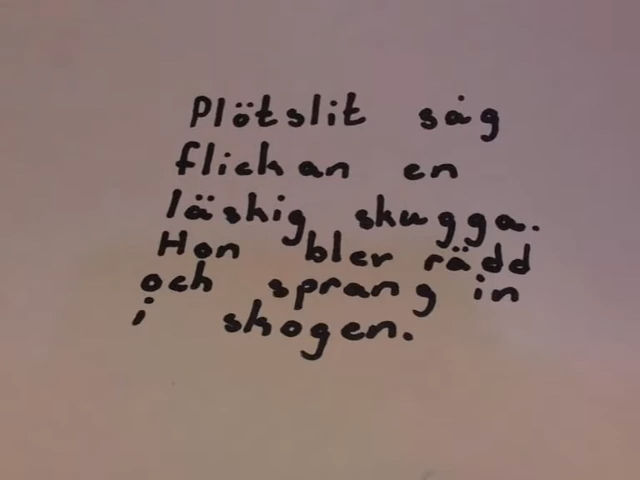 Plötslit såg
flickan en
läskig skugga.
Hon bler rädd
och sprang in
i skogen.